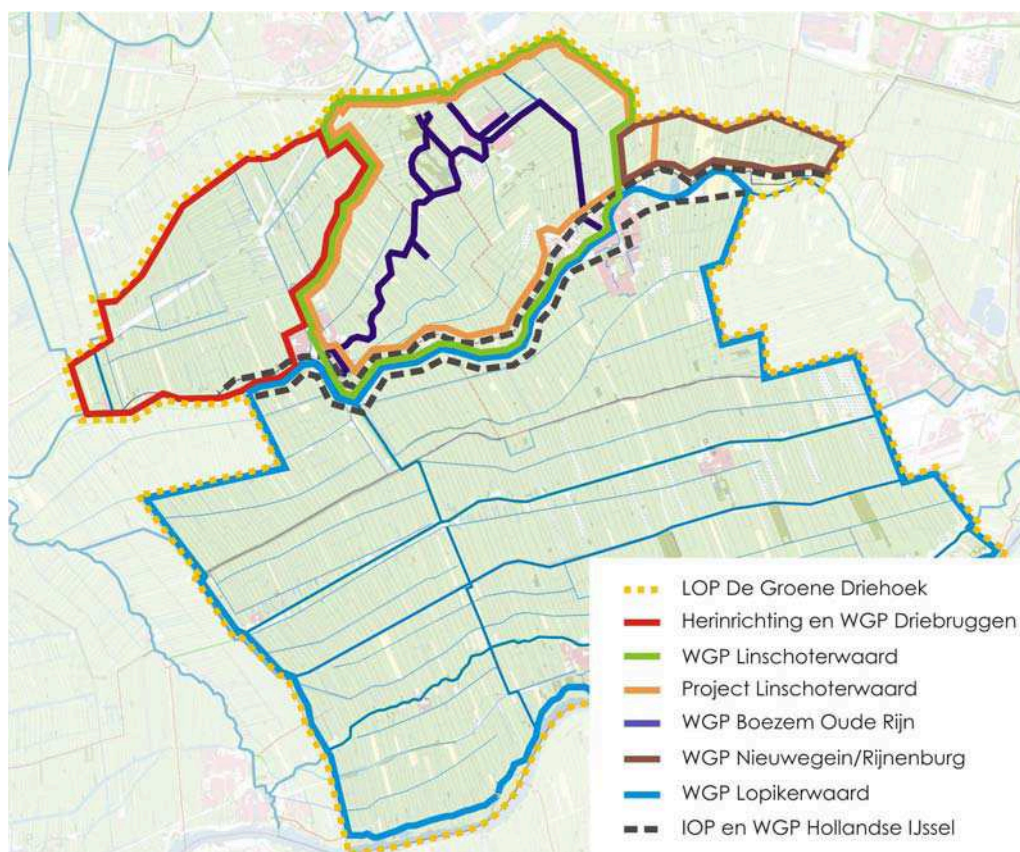 LOP De Groene Driehoek
Herinrichting en WGP Driebruggen
WGP Linschoterwaard
Project Linschoterwaard
WGP Boezem Oude Rijn
WGP Nieuwegein/Rijnenburg
WGP Lopikerwaard
IOP en WGP Hollandse IJssel